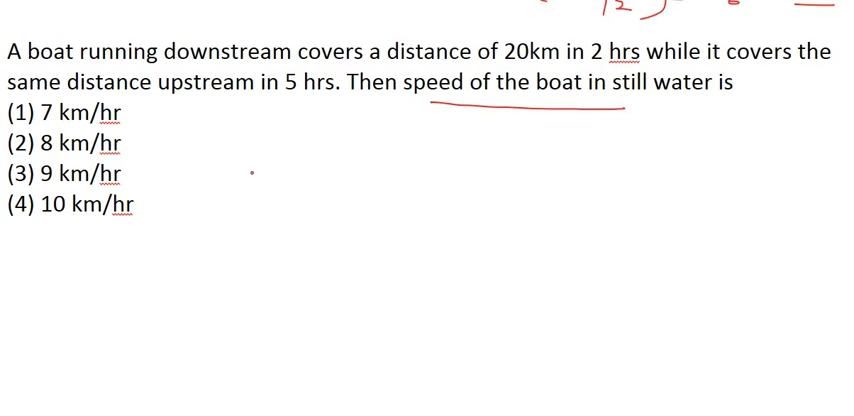 A boat running downstream covers a distance of 20km in 2 hrs while it covers the
same distance upstream in 5 hrs. Then speed of the boat in still water is
(1) 7 km/hr
(2) 8 km/hr
(3) 9 km/hr
(4) 10 km/hr